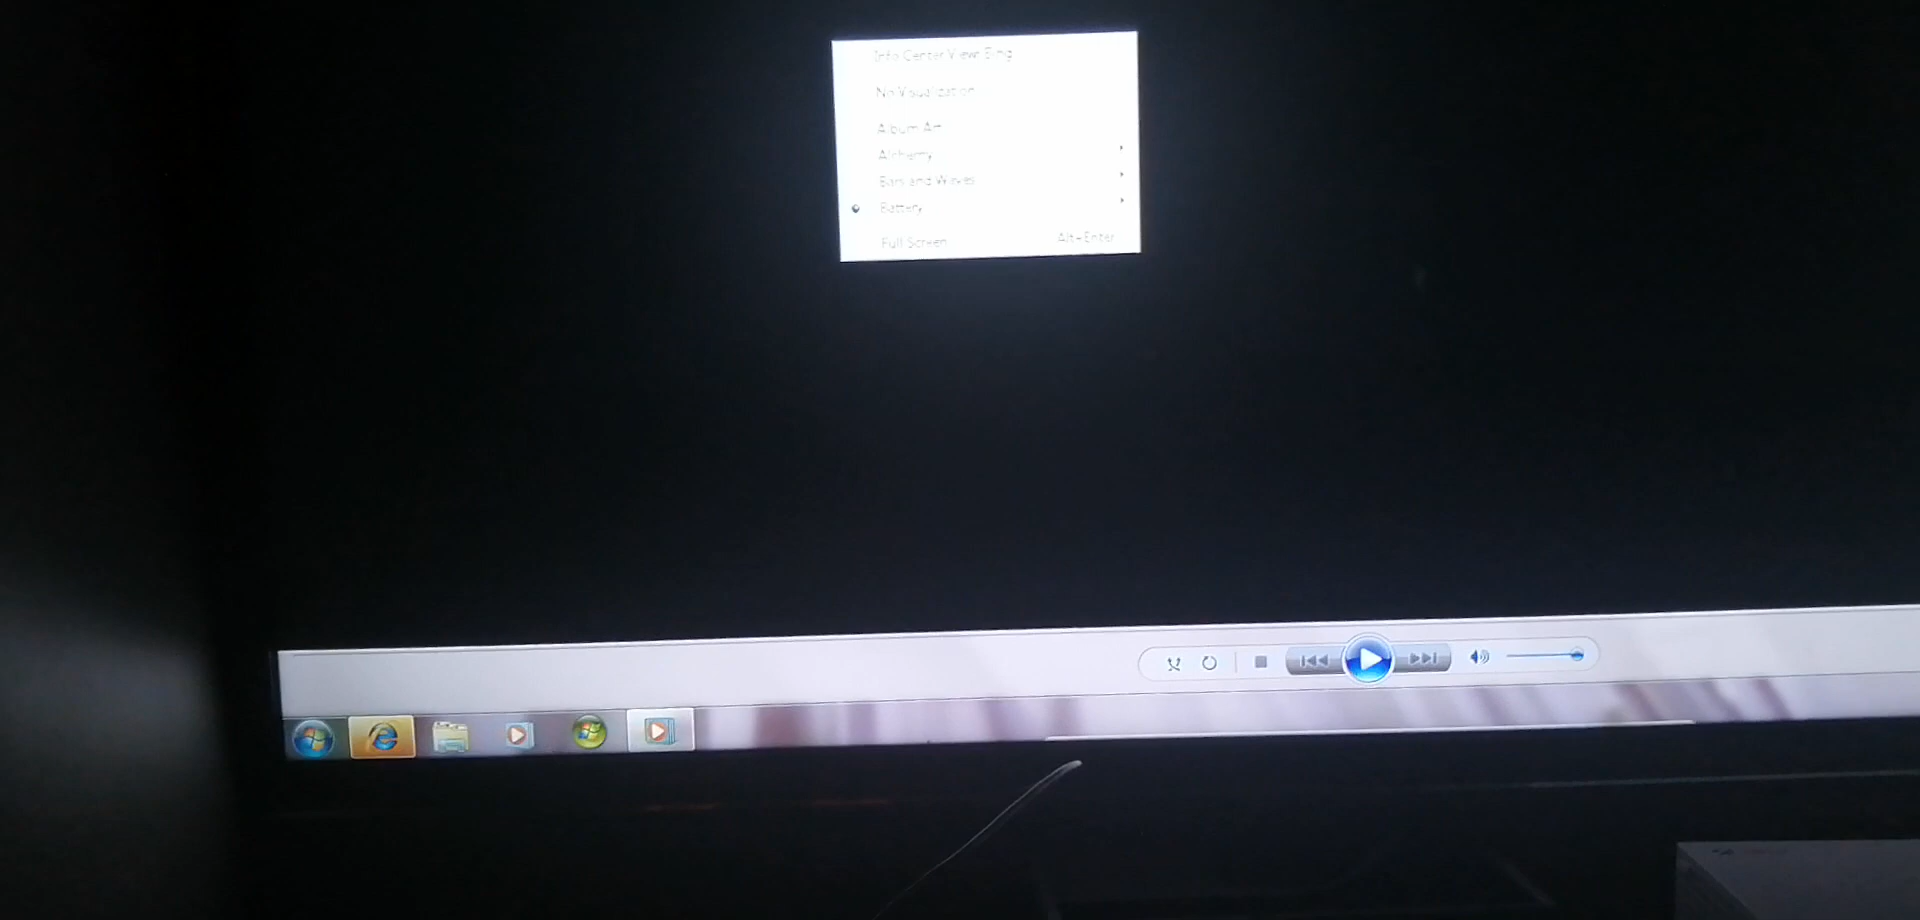 Info Center View: Bing
No Visualization
Album Art
Alchemy
Bars and Waves
Battery
Full Screen Alt+Enter